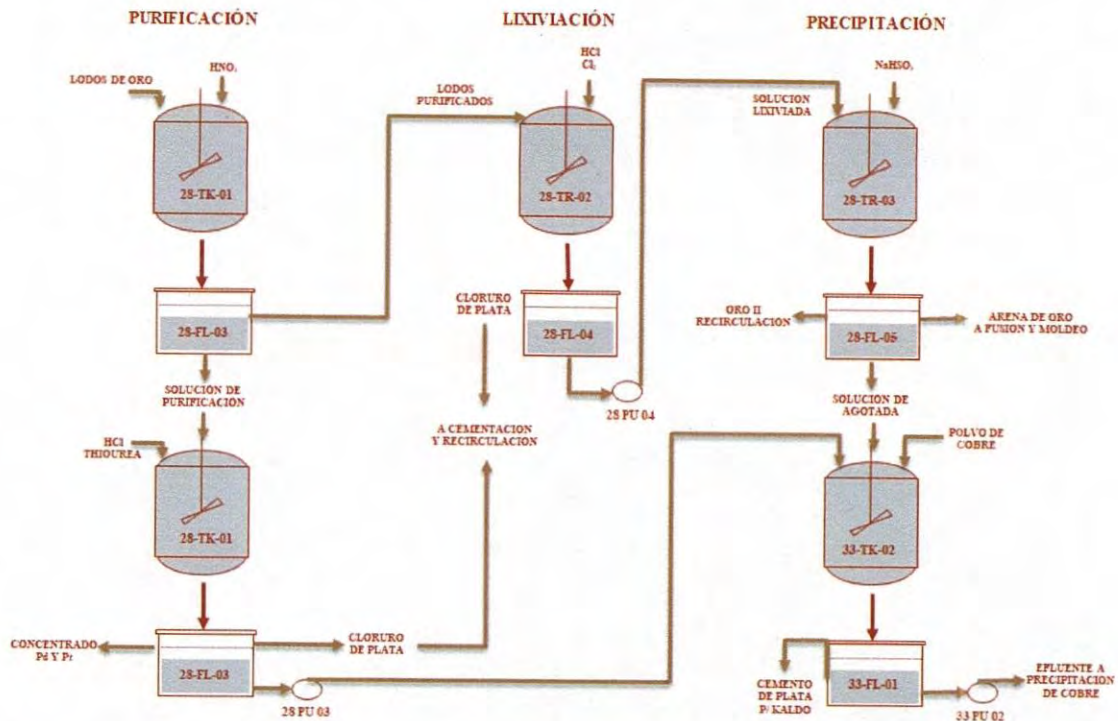 PURIFICACIÓN
LIXIVIACIÓN
PRECIPITACIÓN
LODOS DE ORO
HNO₃
LODOS
PURIFICADOS
HCl
Cl₂
SOLUCION
LIXIVIADA
NaHSO₃
28-TK-01
28-TR-02
28-TR-03
28-FL-03
CLORURO
DE PLATA
28-FL-04
28 PU 04
ORO II
RECIRCULACION
28-FL-05
ARENA DE ORO
A FUSION Y MOLDEO
SOLUCIÓN DE
PURIFICACIÓN
A CEMENTACION
Y RECIRCULACION
SOLUCIÓN DE
AGOTADA
HCl
THIOUREA
POLVO DE
COBRE
28-TK-01
33-TK-02
CONCENTRADO
Pd Y Pt
28-FL-03
CLORURO
DE PLATA
28 PU 03
CEMENTO
DE PLATA
P/ KALDO
33-FL-01
33 PU 02
EFLUENTE A
PRECIPITACION
DE COBRE